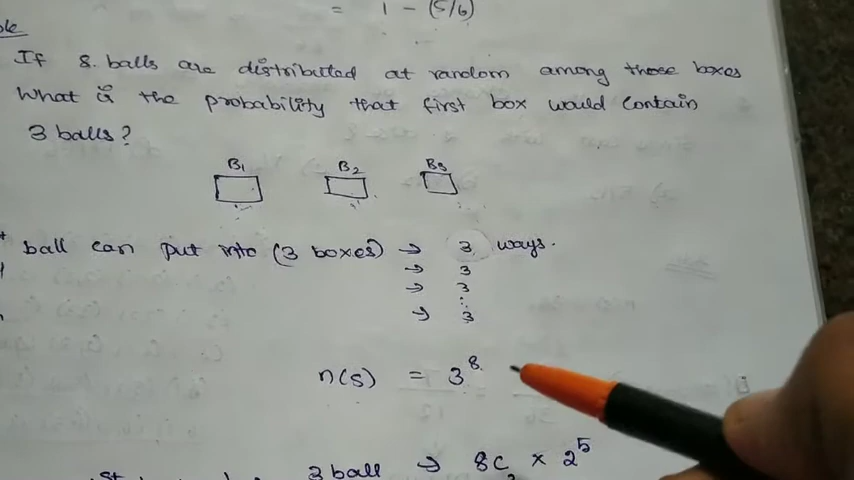 = 1 - (5/6)
If 8 balls are distributed at random among those boxes
What is the probability that first box would contain
3 balls?
B1 B2 B3
ball can put into (3 boxes) → 3 ways.
→ 3
→ 3
:
→ 3
n(s) = 3^8
3 ball → 8C3 × 2^5